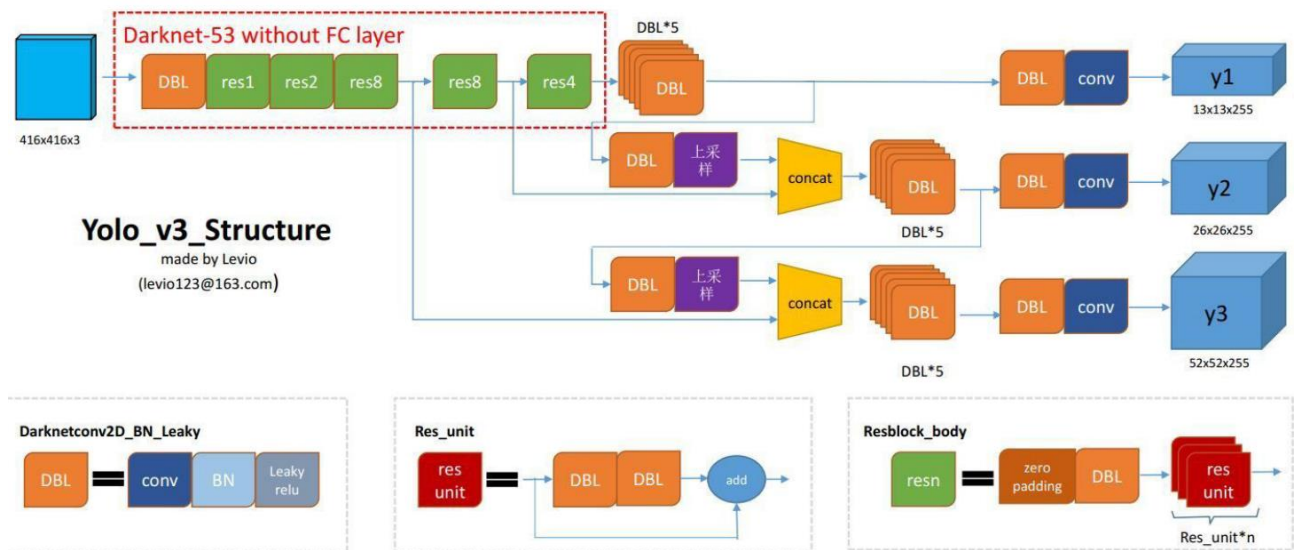 Darknet-53 without FC layer
DBL*5
DBL
res1
res2
res8
res8
res4
DBL
DBL
conv
y1
416x416x3
13x13x255
DBL
上采
样
concat
DBL
DBL
conv
y2
DBL*5
26x26x255
Yolo_v3_Structure
made by Levio
(levio123@163.com)
DBL
上采
样
concat
DBL
DBL
conv
y3
DBL*5
52x52x255
Darknetconv2D_BN_Leaky
DBL
conv
BN
Leaky
relu
Res_unit
res
unit
DBL
DBL
add
Resblock_body
resn
zero
padding
DBL
res
unit
Res_unit*n